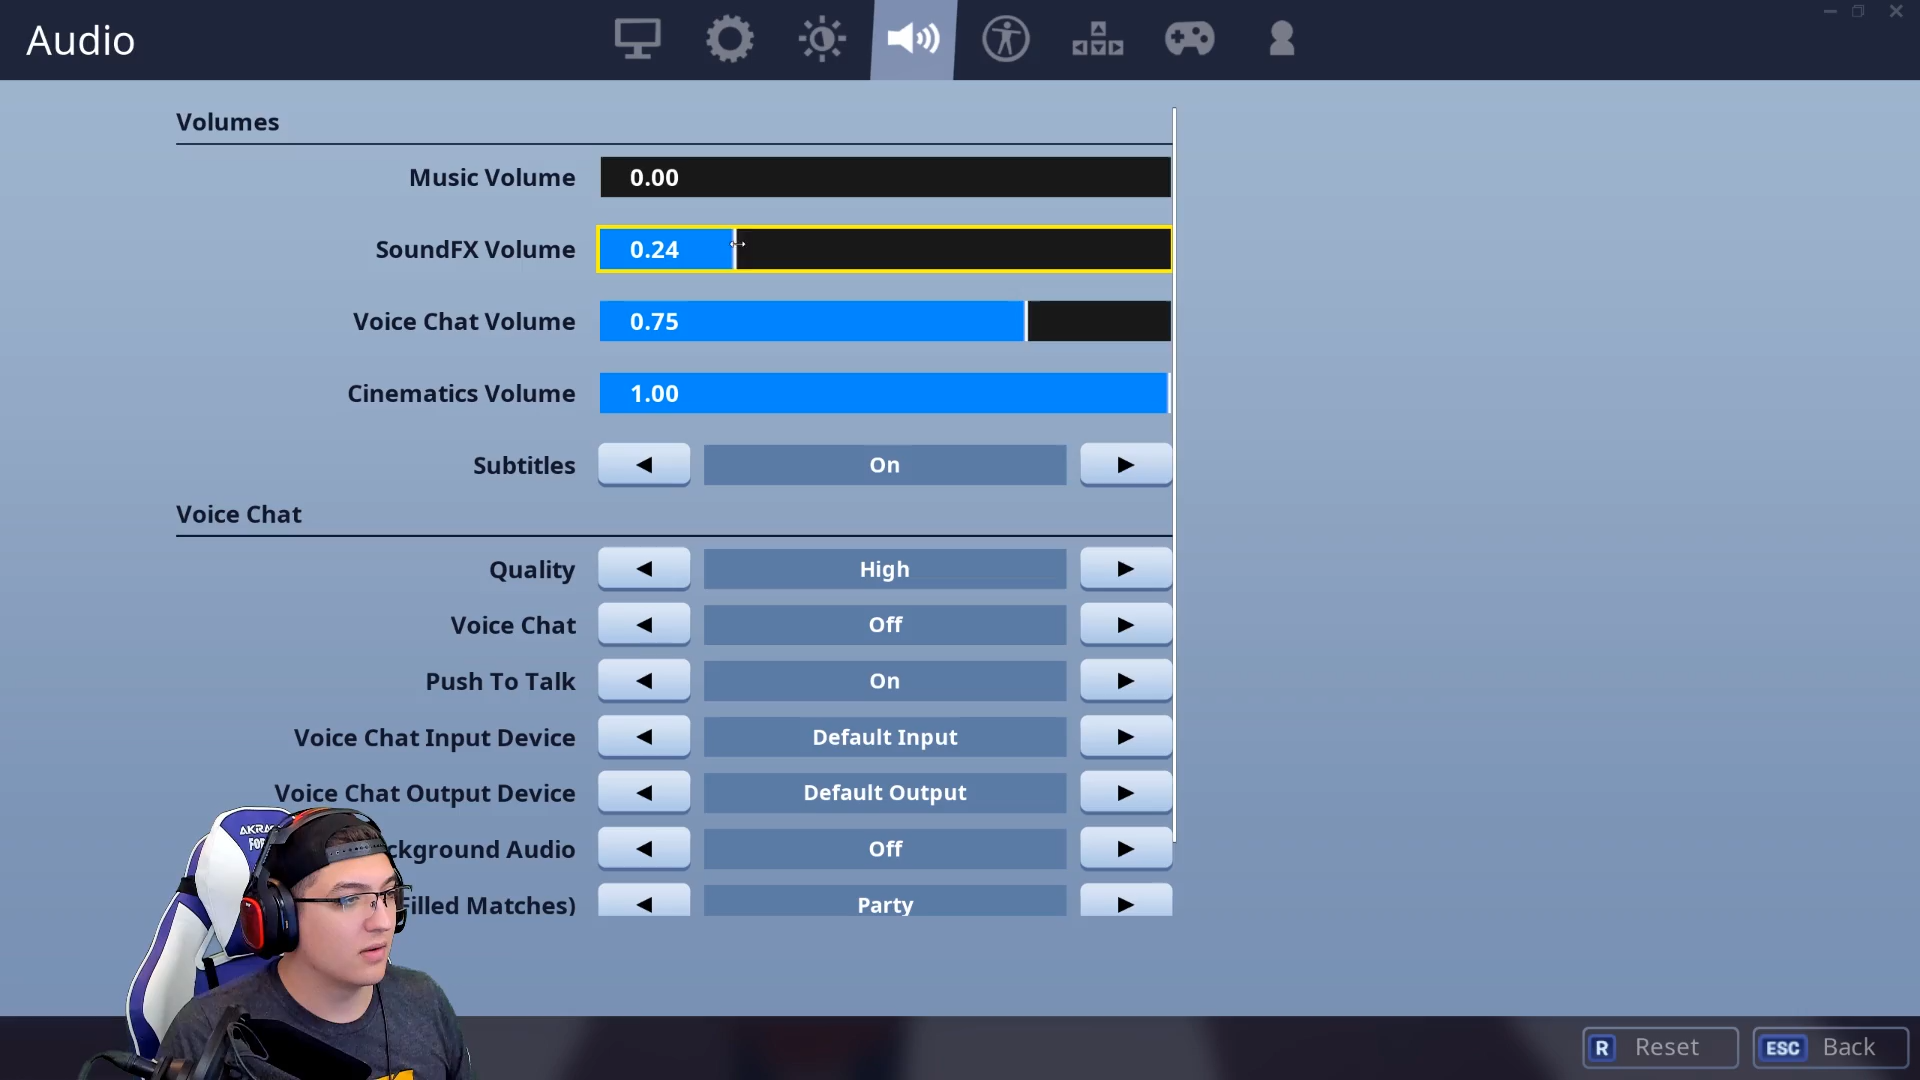 Audio
Volumes
Music Volume 0.00
SoundFX Volume 0.24
Voice Chat Volume 0.75
Cinematics Volume 1.00
Subtitles On
Voice Chat
Quality High
Voice Chat Off
Push To Talk On
Voice Chat Input Device Default Input
Voice Chat Output Device Default Output
ckground Audio Off
Filled Matches) Party
R Reset ESC Back